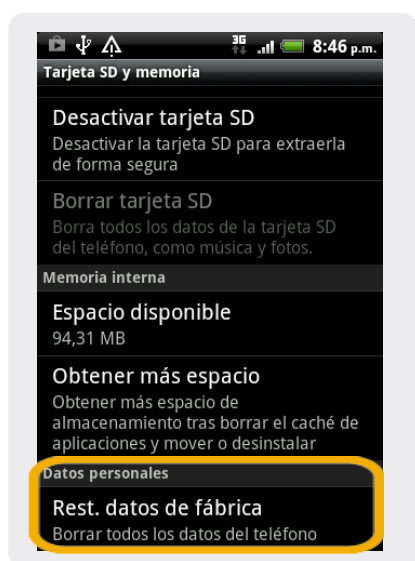 3G 8:46 p.m.
Tarjeta SD y memoria
Desactivar tarjeta SD
Desactivar la tarjeta SD para extraerla
de forma segura
Borrar tarjeta SD
Borra todos los datos de la tarjeta SD
del teléfono, como música y fotos.
Memoria interna
Espacio disponible
94,31 MB
Obtener más espacio
Obtener más espacio de
almacenamiento tras borrar el caché de
aplicaciones y mover o desinstalar
Datos personales
Rest. datos de fábrica
Borrar todos los datos del teléfono